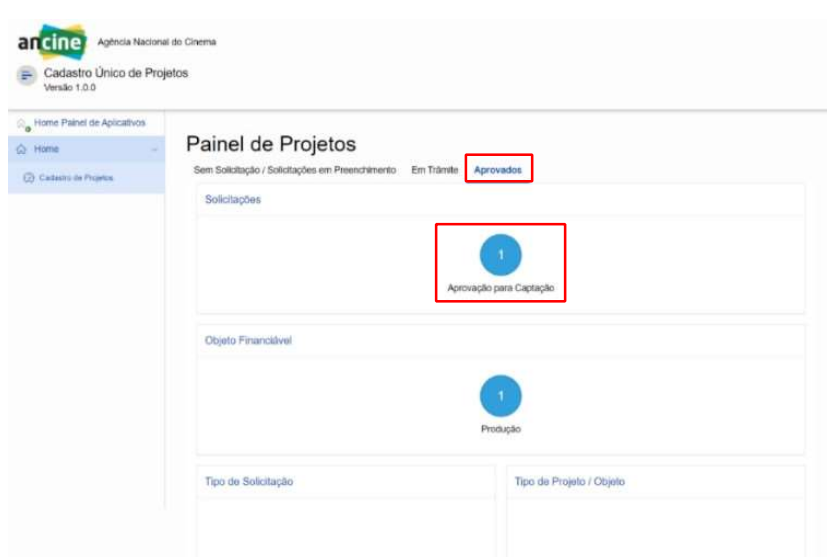 ancine Agência Nacional do Cinema
Cadastro Único de Projetos
Versão 1.0.0
Home Painel de Aplicativos
Home
Cadastro de Projetos
Painel de Projetos
Sem Solicitação / Solicitações em Preenchimento Em Trâmite Aprovados
Solicitações
1
Aprovação para Captação
Objeto Financiável
1
Produção
Tipo de Solicitação Tipo de Projeto / Objeto